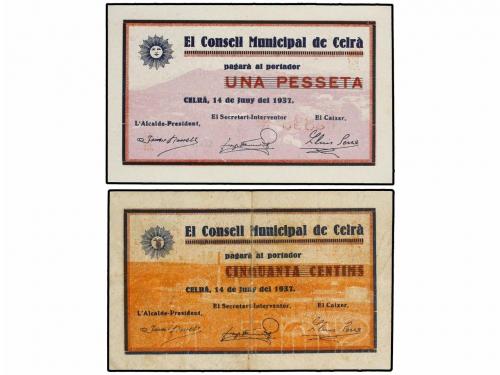 El Consell Municipal de Celrà
pagarà al portador
UNA PESSETA
CELRÀ, 14 de juny del 1937.
L'Alcalde-President, El Secretari-Interventor El Caixer,
El Consell Municipal de Celrà
pagarà al portador
CINQUANTA CENTIMS
CELRÀ, 14 de juny del 1937.
L'Alcalde-President, El Secretari-Interventor, El Caixer,